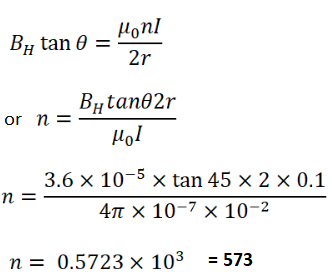 B_H tan θ = μ₀nI / 2r
or n = B_H tanθ2r / μ₀I
n = 3.6 × 10⁻⁵ × tan 45 × 2 × 0.1 / 4π × 10⁻⁷ × 10⁻²
n = 0.5723 × 10³ = 573